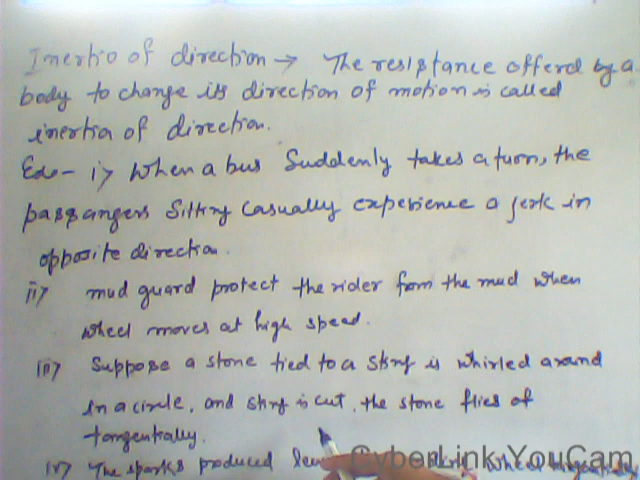 Inertia of direction → The resistance offered by a
body to change its direction of motion is called
inertia of direction.
Ex- i) When a bus Suddenly takes a turn, the
passangers Sitting Casually experience a jerk in
opposite direction.
ii) mud guard protect the rider from the mud when
wheel moves at high speed.
iii) Suppose a stone tied to a string is whirled around
in a circle, and string is cut, the stone flies of
tangentially.
iv) The sparks produced wheel tangentially
CyberLink YouCam